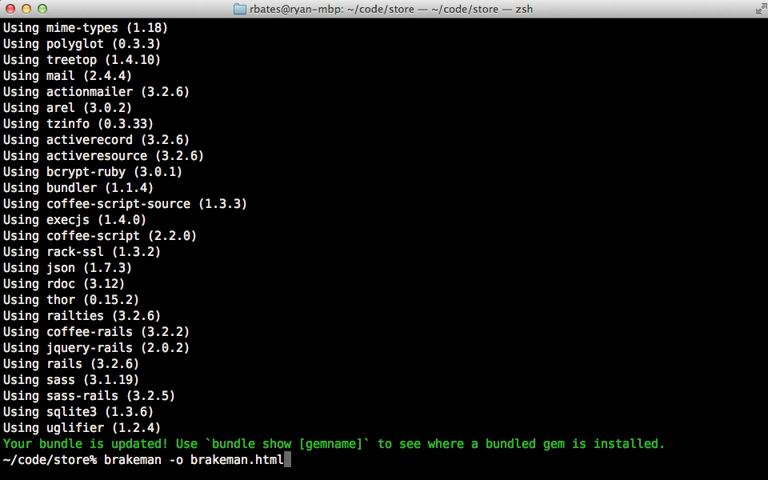 rbates@ryan-mbp: ~/code/store — ~/code/store — zsh
Using mime-types (1.18)
Using polyglot (0.3.3)
Using treetop (1.4.10)
Using mail (2.4.4)
Using actionmailer (3.2.6)
Using arel (3.0.2)
Using tzinfo (0.3.33)
Using activerecord (3.2.6)
Using activeresource (3.2.6)
Using bcrypt-ruby (3.0.1)
Using bundler (1.1.4)
Using coffee-script-source (1.3.3)
Using execjs (1.4.0)
Using coffee-script (2.2.0)
Using rack-ssl (1.3.2)
Using json (1.7.3)
Using rdoc (3.12)
Using thor (0.15.2)
Using railties (3.2.6)
Using coffee-rails (3.2.2)
Using jquery-rails (2.0.2)
Using rails (3.2.6)
Using sass (3.1.19)
Using sass-rails (3.2.5)
Using sqlite3 (1.3.6)
Using uglifier (1.2.4)
Your bundle is updated! Use `bundle show [gemname]` to see where a bundled gem is installed.
~/code/store% brakeman -o brakeman.html